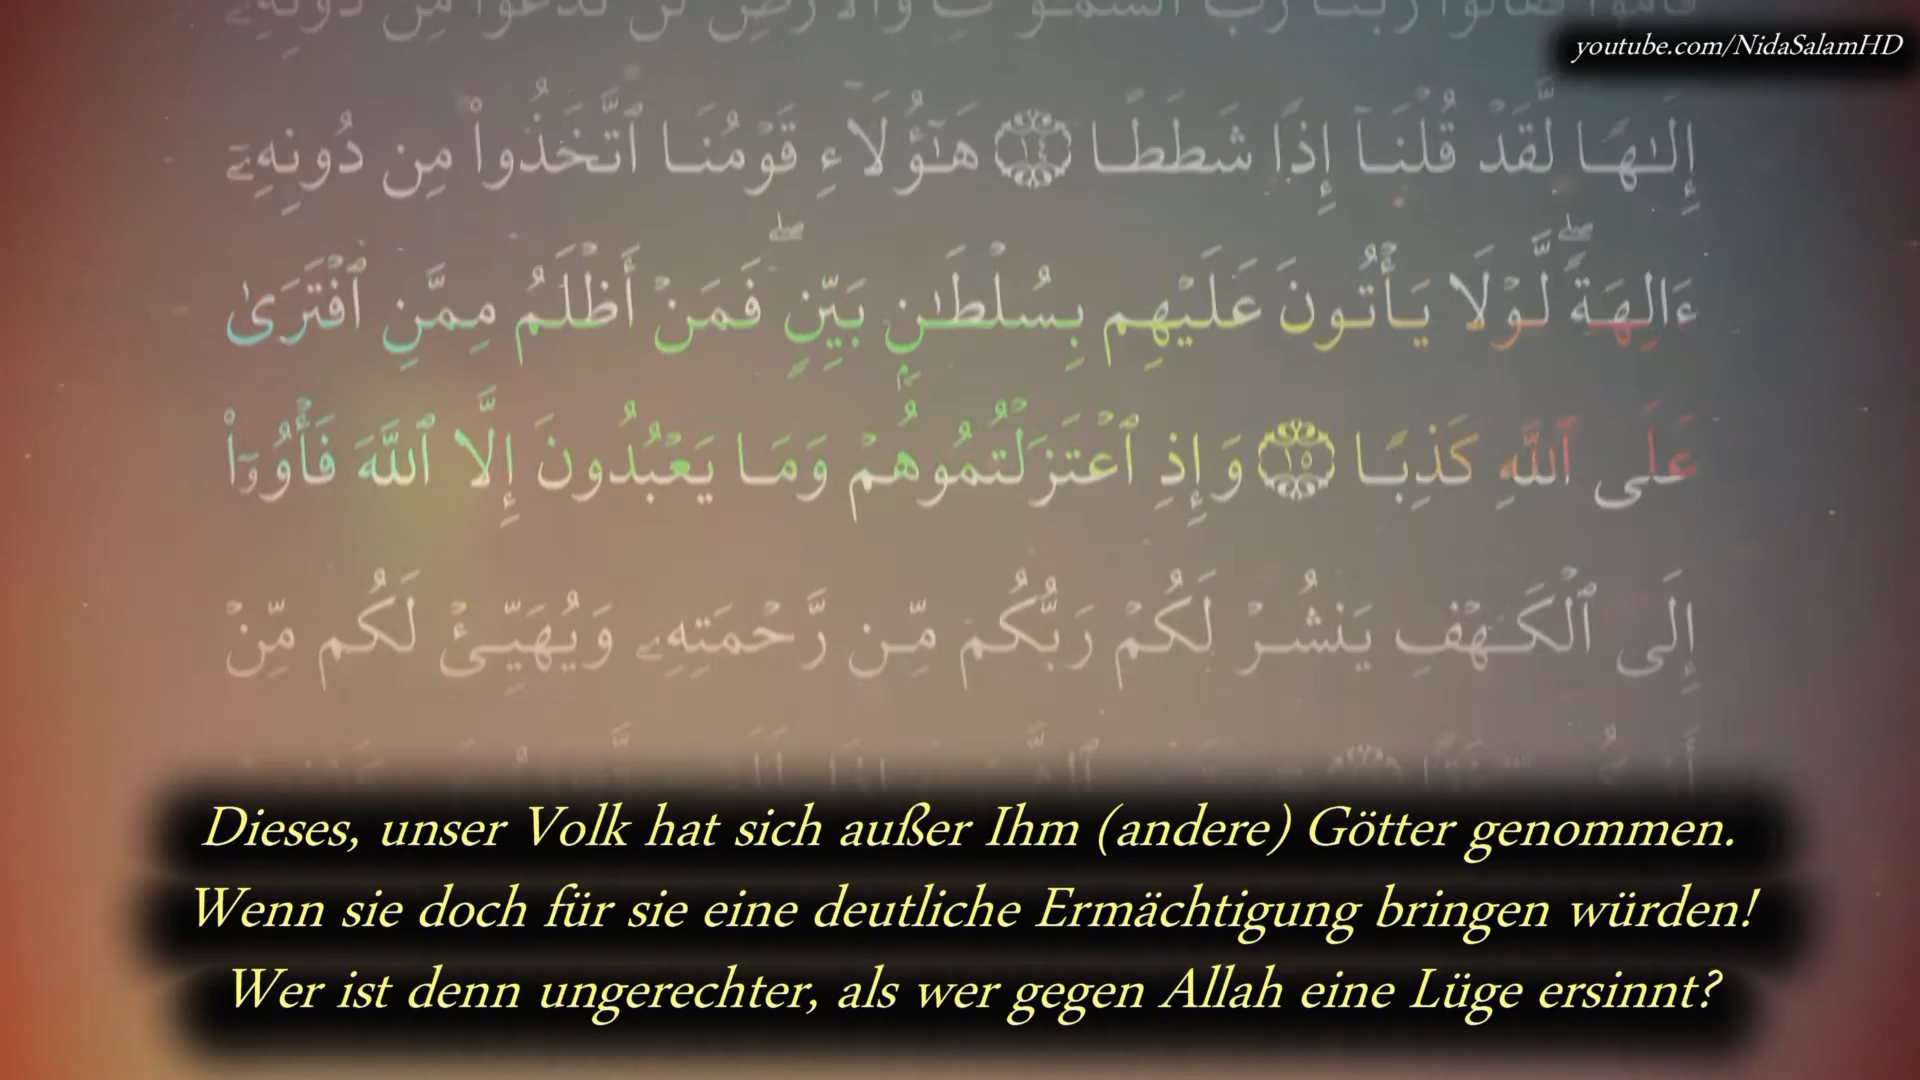 youtube.com/NidaSalamHD
إِلَٰهًا لَّقَدْ قُلْنَآ إِذًا شَطَطًا ١٤ هَٰٓؤُلَآءِ قَوْمُنَا ٱتَّخَذُوا۟ مِن دُونِهِۦٓ
ءَالِهَةً ۖ لَّوْلَا يَأْتُونَ عَلَيْهِم بِسُلْطَٰنٍۭ بَيِّنٍ ۖ فَمَنْ أَظْلَمُ مِمَّنِ ٱفْتَرَىٰ
عَلَى ٱللَّهِ كَذِبًا ١٥ وَإِذِ ٱعْتَزَلْتُمُوهُمْ وَمَا يَعْبُدُونَ إِلَّا ٱللَّهَ فَأْوُۥٓا۟
إِلَى ٱلْكَهْفِ يَنشُرْ لَكُمْ رَبُّكُم مِّن رَّحْمَتِهِۦ وَيُهَيِّئْ لَكُم مِّنْ
Dieses, unser Volk hat sich außer Ihm (andere) Götter genommen.
Wenn sie doch für sie eine deutliche Ermächtigung bringen würden!
Wer ist denn ungerechter, als wer gegen Allah eine Lüge ersinnt?